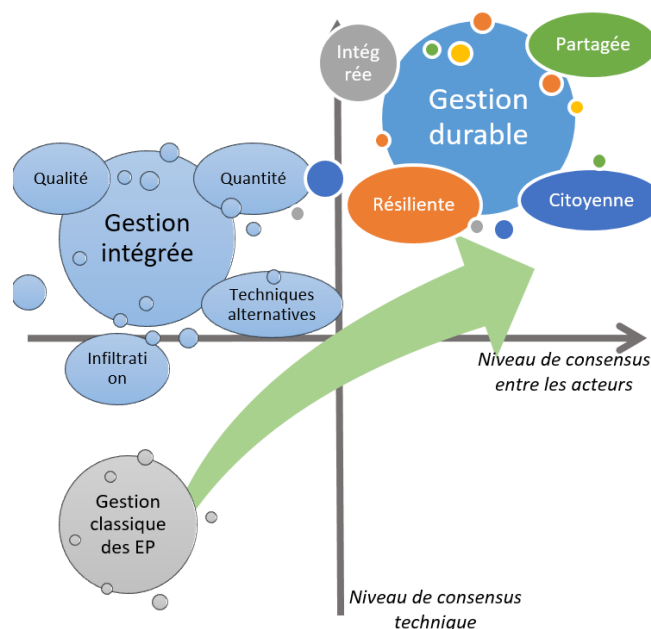 Intég
rée
Partagée
Gestion
durable
Résiliente
Citoyenne
Qualité
Quantité
Gestion
intégrée
Techniques
alternatives
Infiltrati
on
Niveau de consensus
entre les acteurs
Gestion
classique
des EP
Niveau de consensus
technique